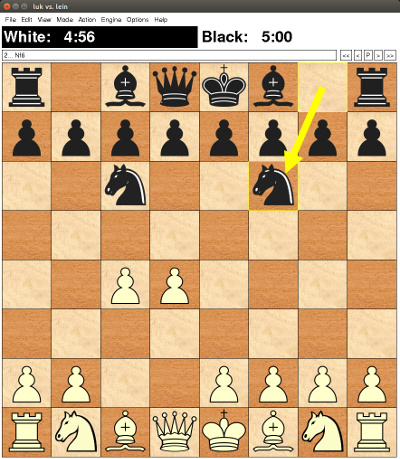 luk vs. lein
File Edit View Mode Action Engine Options Help
White: 4:56 Black: 5:00
2... Nf6
<< < P > >>